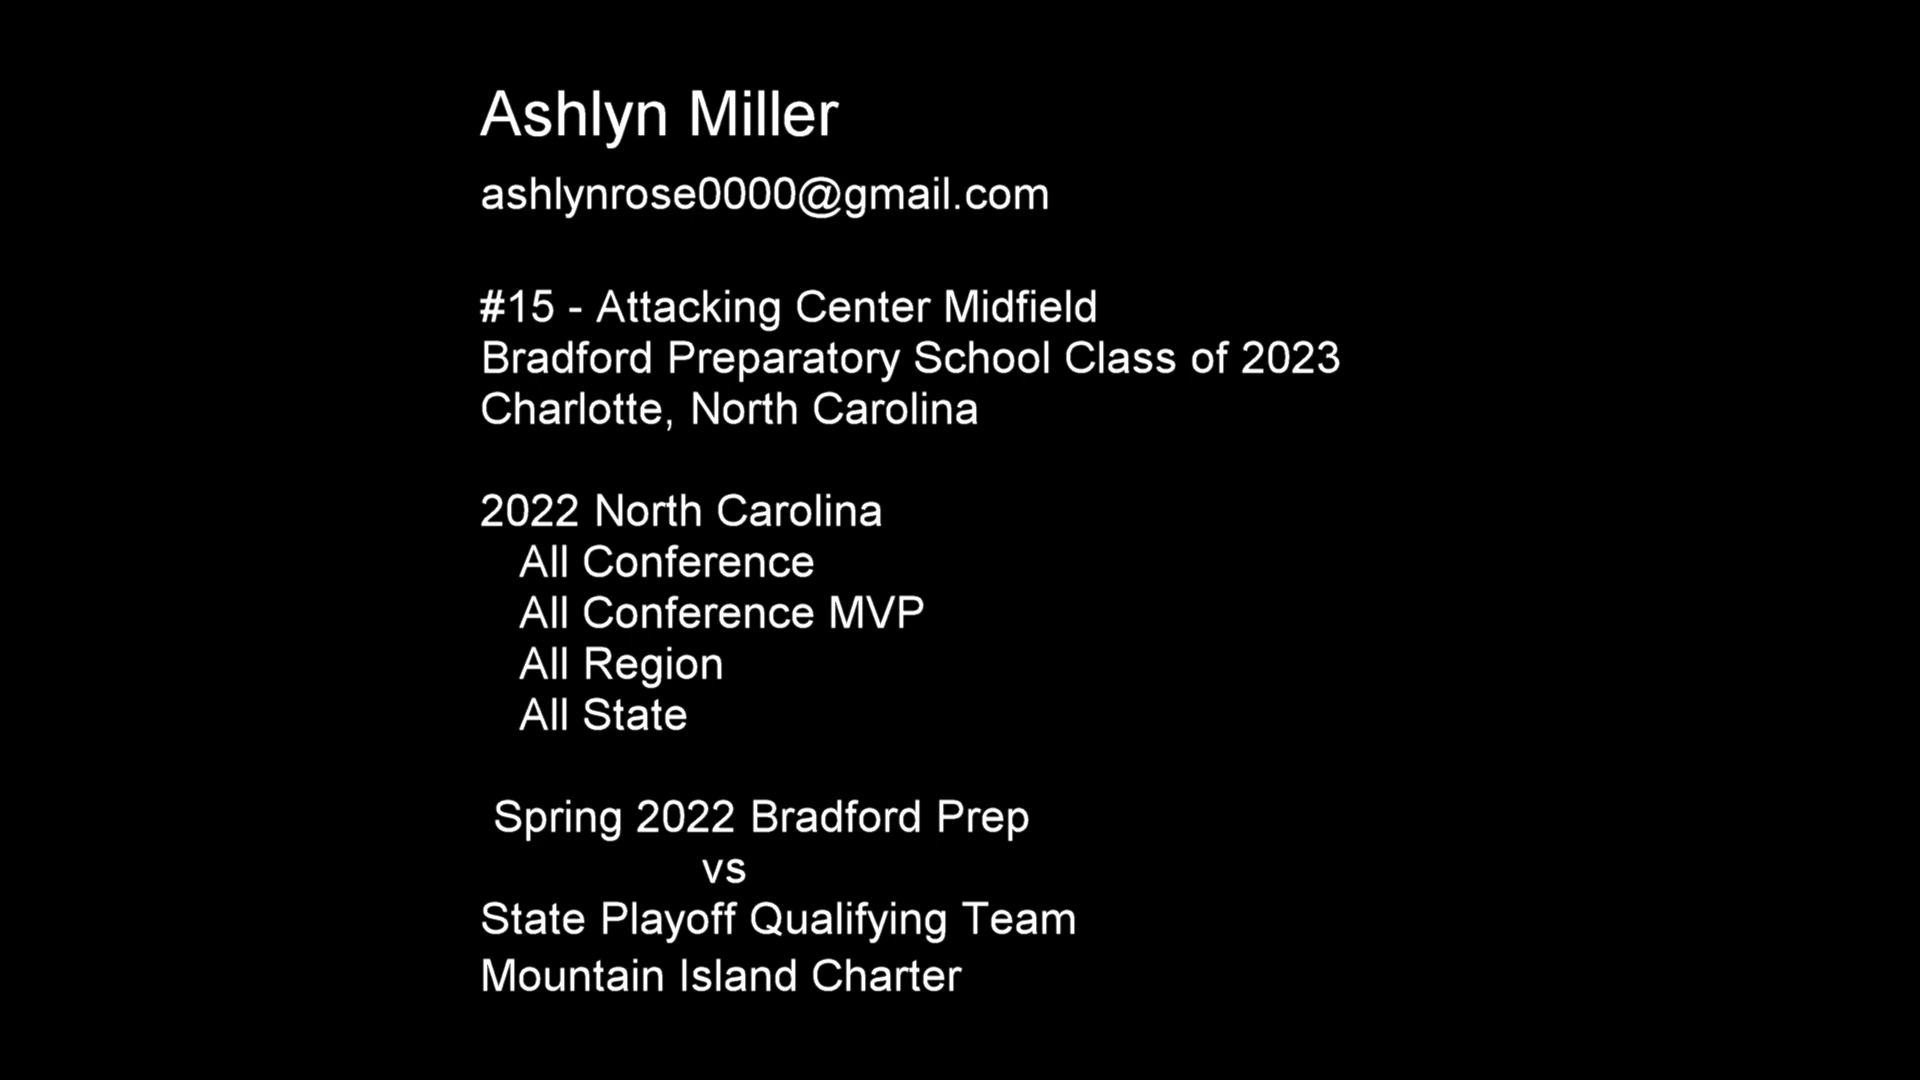 Ashlyn Miller
ashlynrose0000@gmail.com
#15 - Attacking Center Midfield
Bradford Preparatory School Class of 2023
Charlotte, North Carolina
2022 North Carolina
All Conference
All Conference MVP
All Region
All State
Spring 2022 Bradford Prep
vs
State Playoff Qualifying Team
Mountain Island Charter